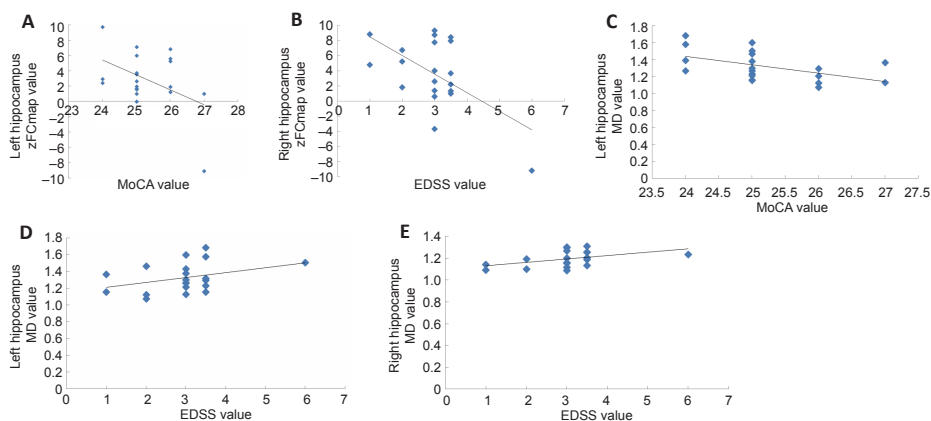 A
Left hippocampus
zFCmap value
10
8
6
4
2
0
−2
−4
−6
−8
−10
23 24 25 26 27 28
MoCA value
B
Right hippocampus
zFCmap value
10
8
6
4
2
0
−2
−4
−6
−8
−10
0 1 2 3 4 5 6 7
EDSS value
C
Left hippocampus
MD value
1.8
1.6
1.4
1.2
1.0
0.8
0.6
0.4
0.2
0
23.5 24 24.5 25 25.5 26 26.5 27 27.5
MoCA value
D
Left hippocampus
MD value
1.8
1.6
1.4
1.2
1.0
0.8
0.6
0.4
0.2
0
0 1 2 3 4 5 6 7
EDSS value
E
Right hippocampus
MD value
1.4
1.2
1.0
0.8
0.6
0.4
0.2
0
0 1 2 3 4 5 6 7
EDSS value